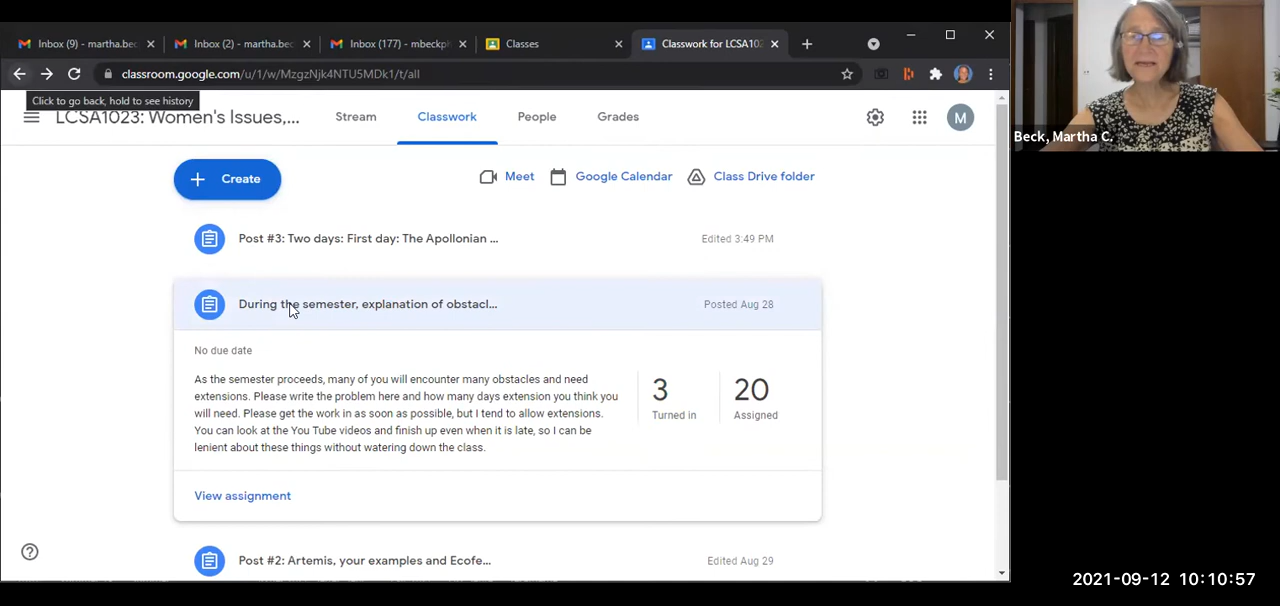 Inbox (9) - martha.bec
Inbox (2) - martha.bec
Inbox (177) - mbeckp
Classes
Classwork for LCSA102
classroom.google.com/u/1/w/MzgzNjk4NTU5MDk1/t/all
Click to go back, hold to see history
LCSA1023: Women's Issues,...
Stream
Classwork
People
Grades
M
Beck, Martha C.
Create
Meet
Google Calendar
Class Drive folder
Post #3: Two days: First day: The Apollonian ...
Edited 3:49 PM
During the semester, explanation of obstacl...
Posted Aug 28
No due date
As the semester proceeds, many of you will encounter many obstacles and need
extensions. Please write the problem here and how many days extension you think you
will need. Please get the work in as soon as possible, but I tend to allow extensions.
You can look at the You Tube videos and finish up even when it is late, so I can be
lenient about these things without watering down the class.
3
Turned in
20
Assigned
View assignment
Post #2: Artemis, your examples and Ecofe...
Edited Aug 29
2021-09-12 10:10:57